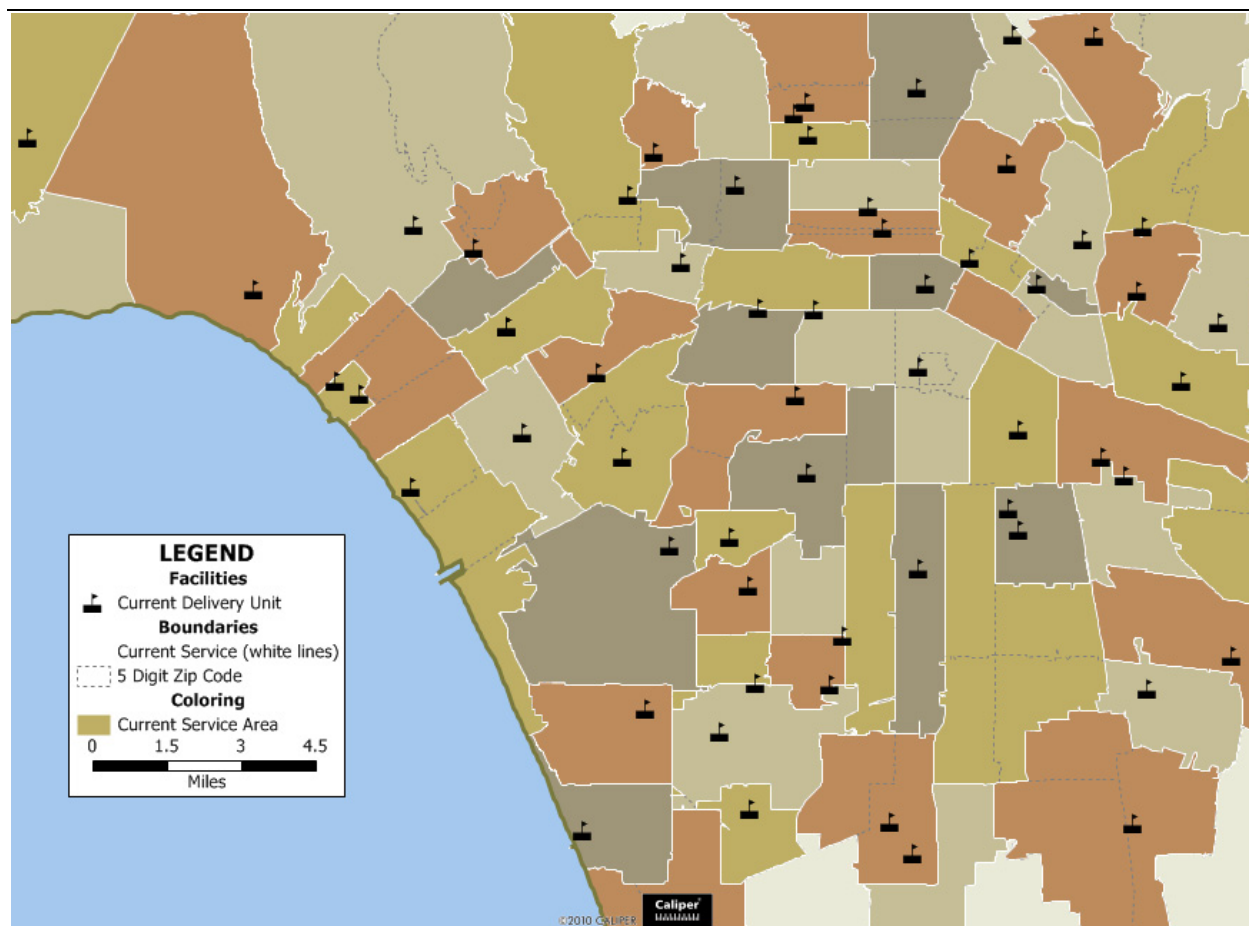 LEGEND
Facilities
Current Delivery Unit
Boundaries
Current Service (white lines)
5 Digit Zip Code
Coloring
Current Service Area
0 1.5 3 4.5
Miles
Caliper
©2010 CALIPER